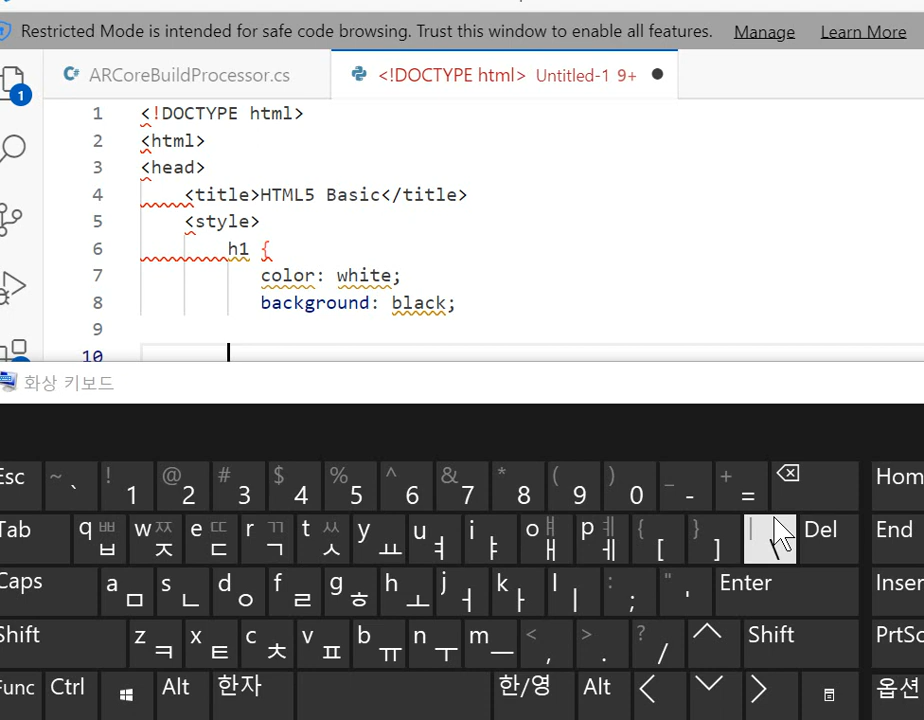 Restricted Mode is intended for safe code browsing. Trust this window to enable all features. Manage Learn More
ARCoreBuildProcessor.cs <!DOCTYPE html> Untitled-1 9+
1
1 <!DOCTYPE html>
2 <html>
3 <head>
4 <title>HTML5 Basic</title>
5 <style>
6 h1 {
7 color: white;
8 background: black;
9
10
화상 키보드
Esc ~ ` ! 1 @ 2 # 3 $ 4 % 5 ^ 6 & 7 * 8 ( 9 ) 0 _ - + = Hom
Tab q ㅃ ㅂ w ㅉ ㅈ e ㄸ ㄷ r ㄲ ㄱ t ㅆ ㅅ y ㅛ u ㅕ i ㅑ o ㅒ ㅐ p ㅖ ㅔ { [ } ] | \ Del End
Caps a ㅁ s ㄴ d ㅇ f ㄹ g ㅎ h ㅗ j ㅓ k ㅏ l ㅣ : ; " ' Enter Inser
Shift z ㅋ x ㅌ c ㅊ v ㅍ b ㅠ n ㅜ m ㅡ < , > . ? / Shift PrtSc
Func Ctrl Alt 한자 한/영 Alt 옵션